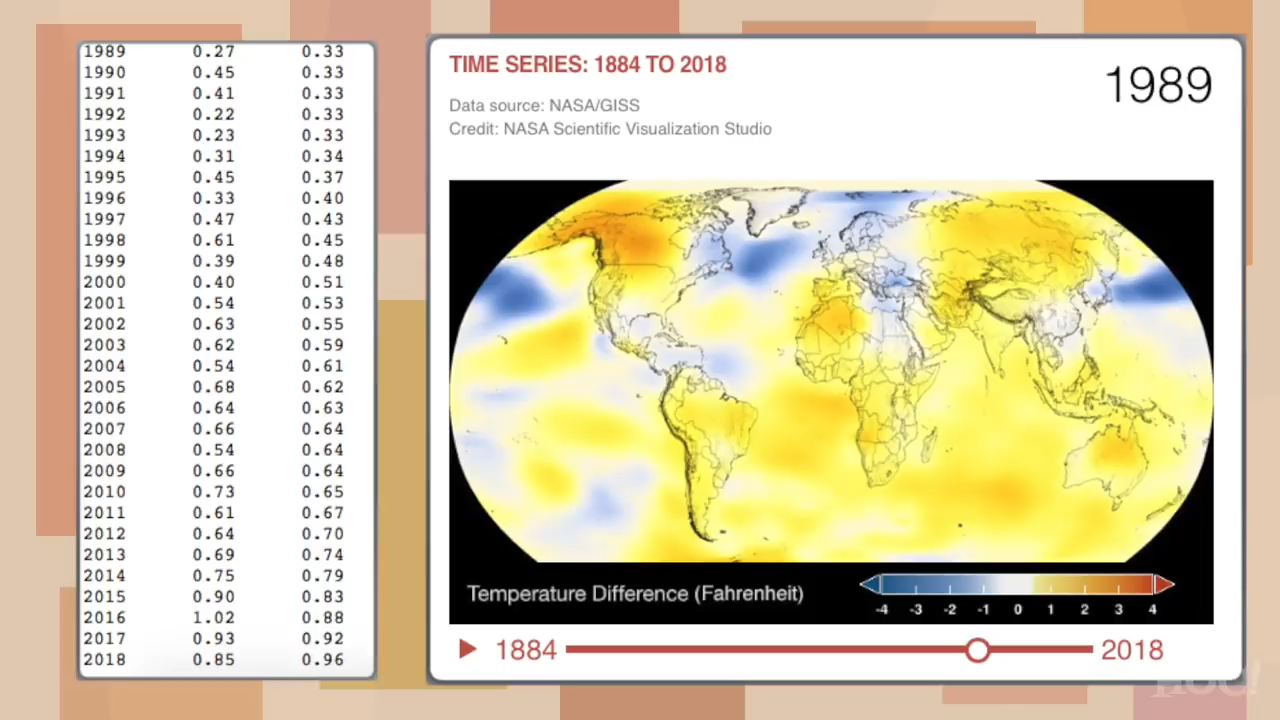 1989 0.27 0.33
1990 0.45 0.33
1991 0.41 0.33
1992 0.22 0.33
1993 0.23 0.33
1994 0.31 0.34
1995 0.45 0.37
1996 0.33 0.40
1997 0.47 0.43
1998 0.61 0.45
1999 0.39 0.48
2000 0.40 0.51
2001 0.54 0.53
2002 0.63 0.55
2003 0.62 0.59
2004 0.54 0.61
2005 0.68 0.62
2006 0.64 0.63
2007 0.66 0.64
2008 0.54 0.64
2009 0.66 0.64
2010 0.73 0.65
2011 0.61 0.67
2012 0.64 0.70
2013 0.69 0.74
2014 0.75 0.79
2015 0.90 0.83
2016 1.02 0.88
2017 0.93 0.92
2018 0.85 0.96
TIME SERIES: 1884 TO 2018
1989
Data source: NASA/GISS
Credit: NASA Scientific Visualization Studio
Temperature Difference (Fahrenheit)
-4 -3 -2 -1 0 1 2 3 4
1884 2018